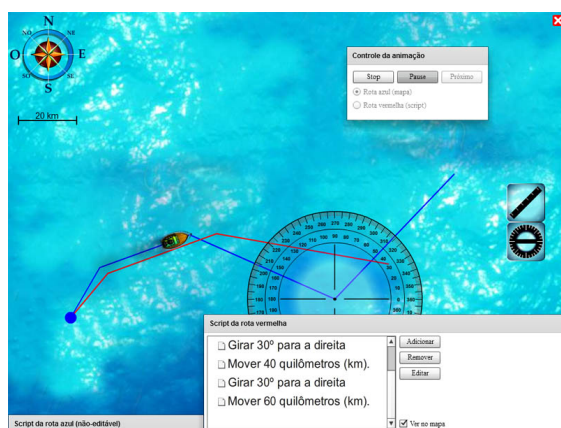 N
NO
NE
O
E
SO
SE
S
20 km
Controle da animação
Stop
Pause
Próximo
Rota azul (mapa)
Rota vermelha (script)
Script da rota vermelha
Girar 30º para a direita
Mover 40 quilômetros (km).
Girar 30º para a direita
Mover 60 quilômetros (km).
Adicionar
Remover
Editar
Ver no mapa
Script da rota azul (não-editável)